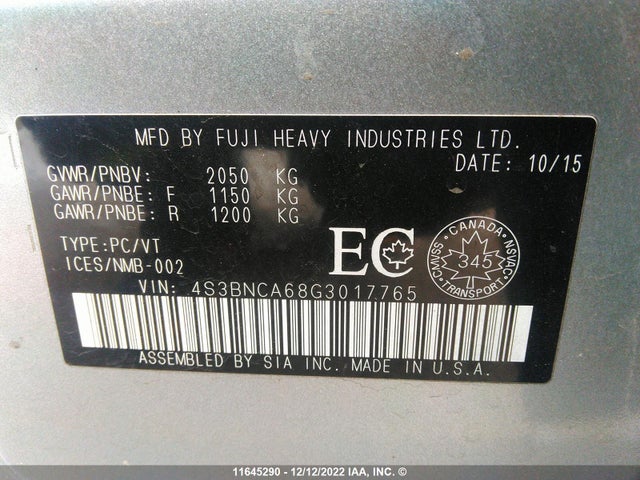 MFD BY FUJI HEAVY INDUSTRIES LTD.
DATE: 10/15
GVWR/PNBV: 2050 KG
GAWR/PNBE: F 1150 KG
GAWR/PNBE: R 1200 KG
TYPE:PC/VT
ICES/NMB-002
EC
CANADA
CMVSS
345
NSVAC
TRANSPORT
VIN: 4S3BNCA68G3017765
ASSEMBLED BY SIA INC. MADE IN U.S.A.
11645290 - 12/12/2022 IAA, INC. ©